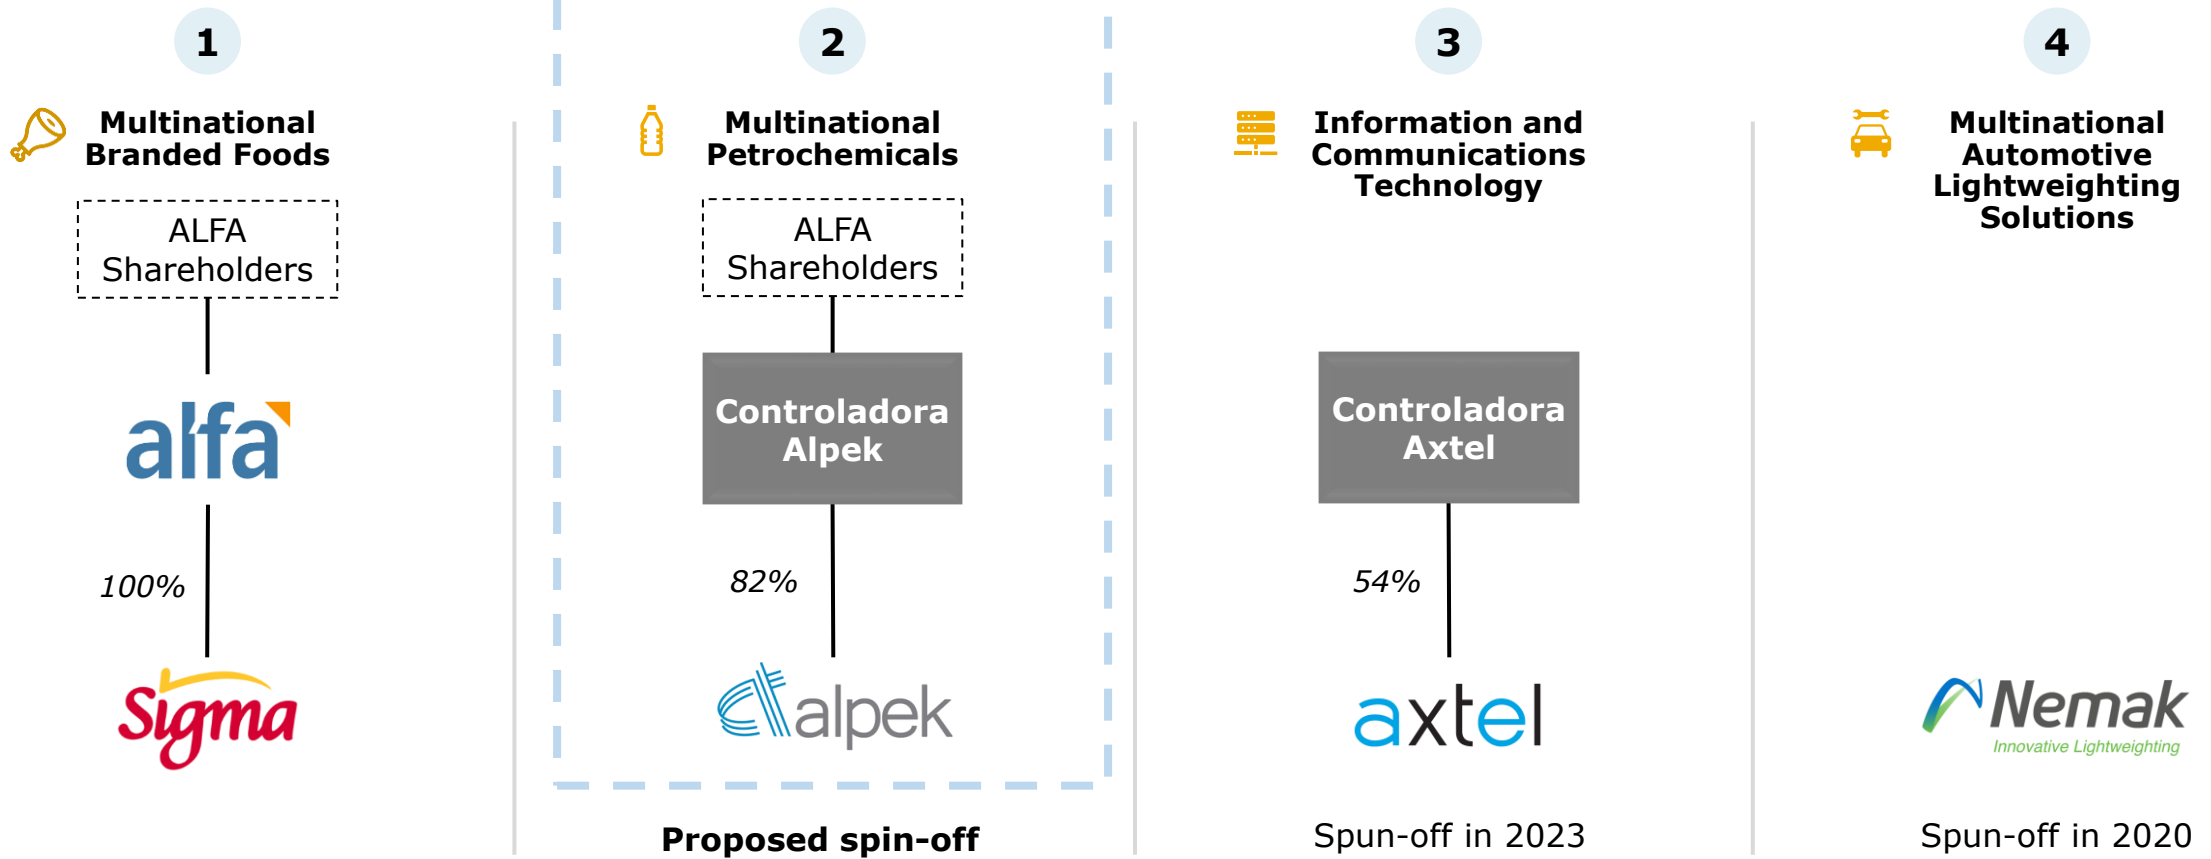 1
Multinational
Branded Foods
ALFA
Shareholders
alfa
100%
Sigma
2
Multinational
Petrochemicals
ALFA
Shareholders
Controladora
Alpek
82%
alpek
Proposed spin-off
3
Information and
Communications
Technology
Controladora
Axtel
54%
axtel
Spun-off in 2023
4
Multinational
Automotive
Lightweighting
Solutions
Nemak
Innovative Lightweighting
Spun-off in 2020